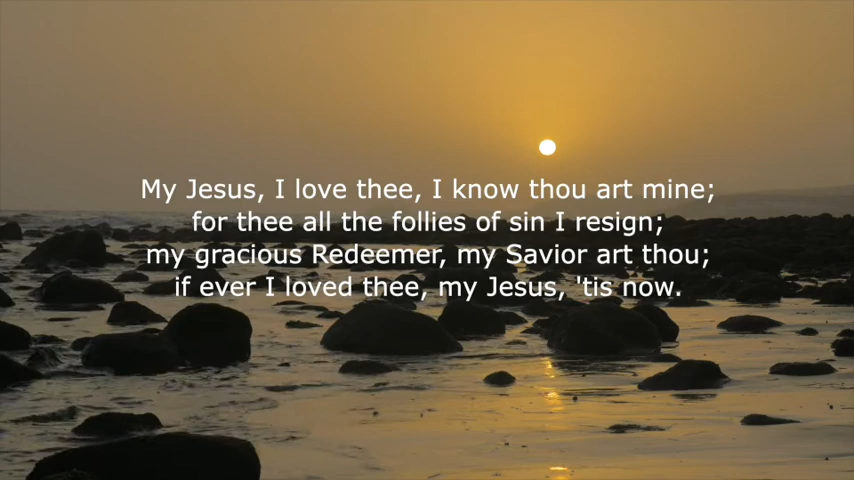 My Jesus, I love thee, I know thou art mine;
for thee all the follies of sin I resign;
my gracious Redeemer, my Savior art thou;
if ever I loved thee, my Jesus, 'tis now.